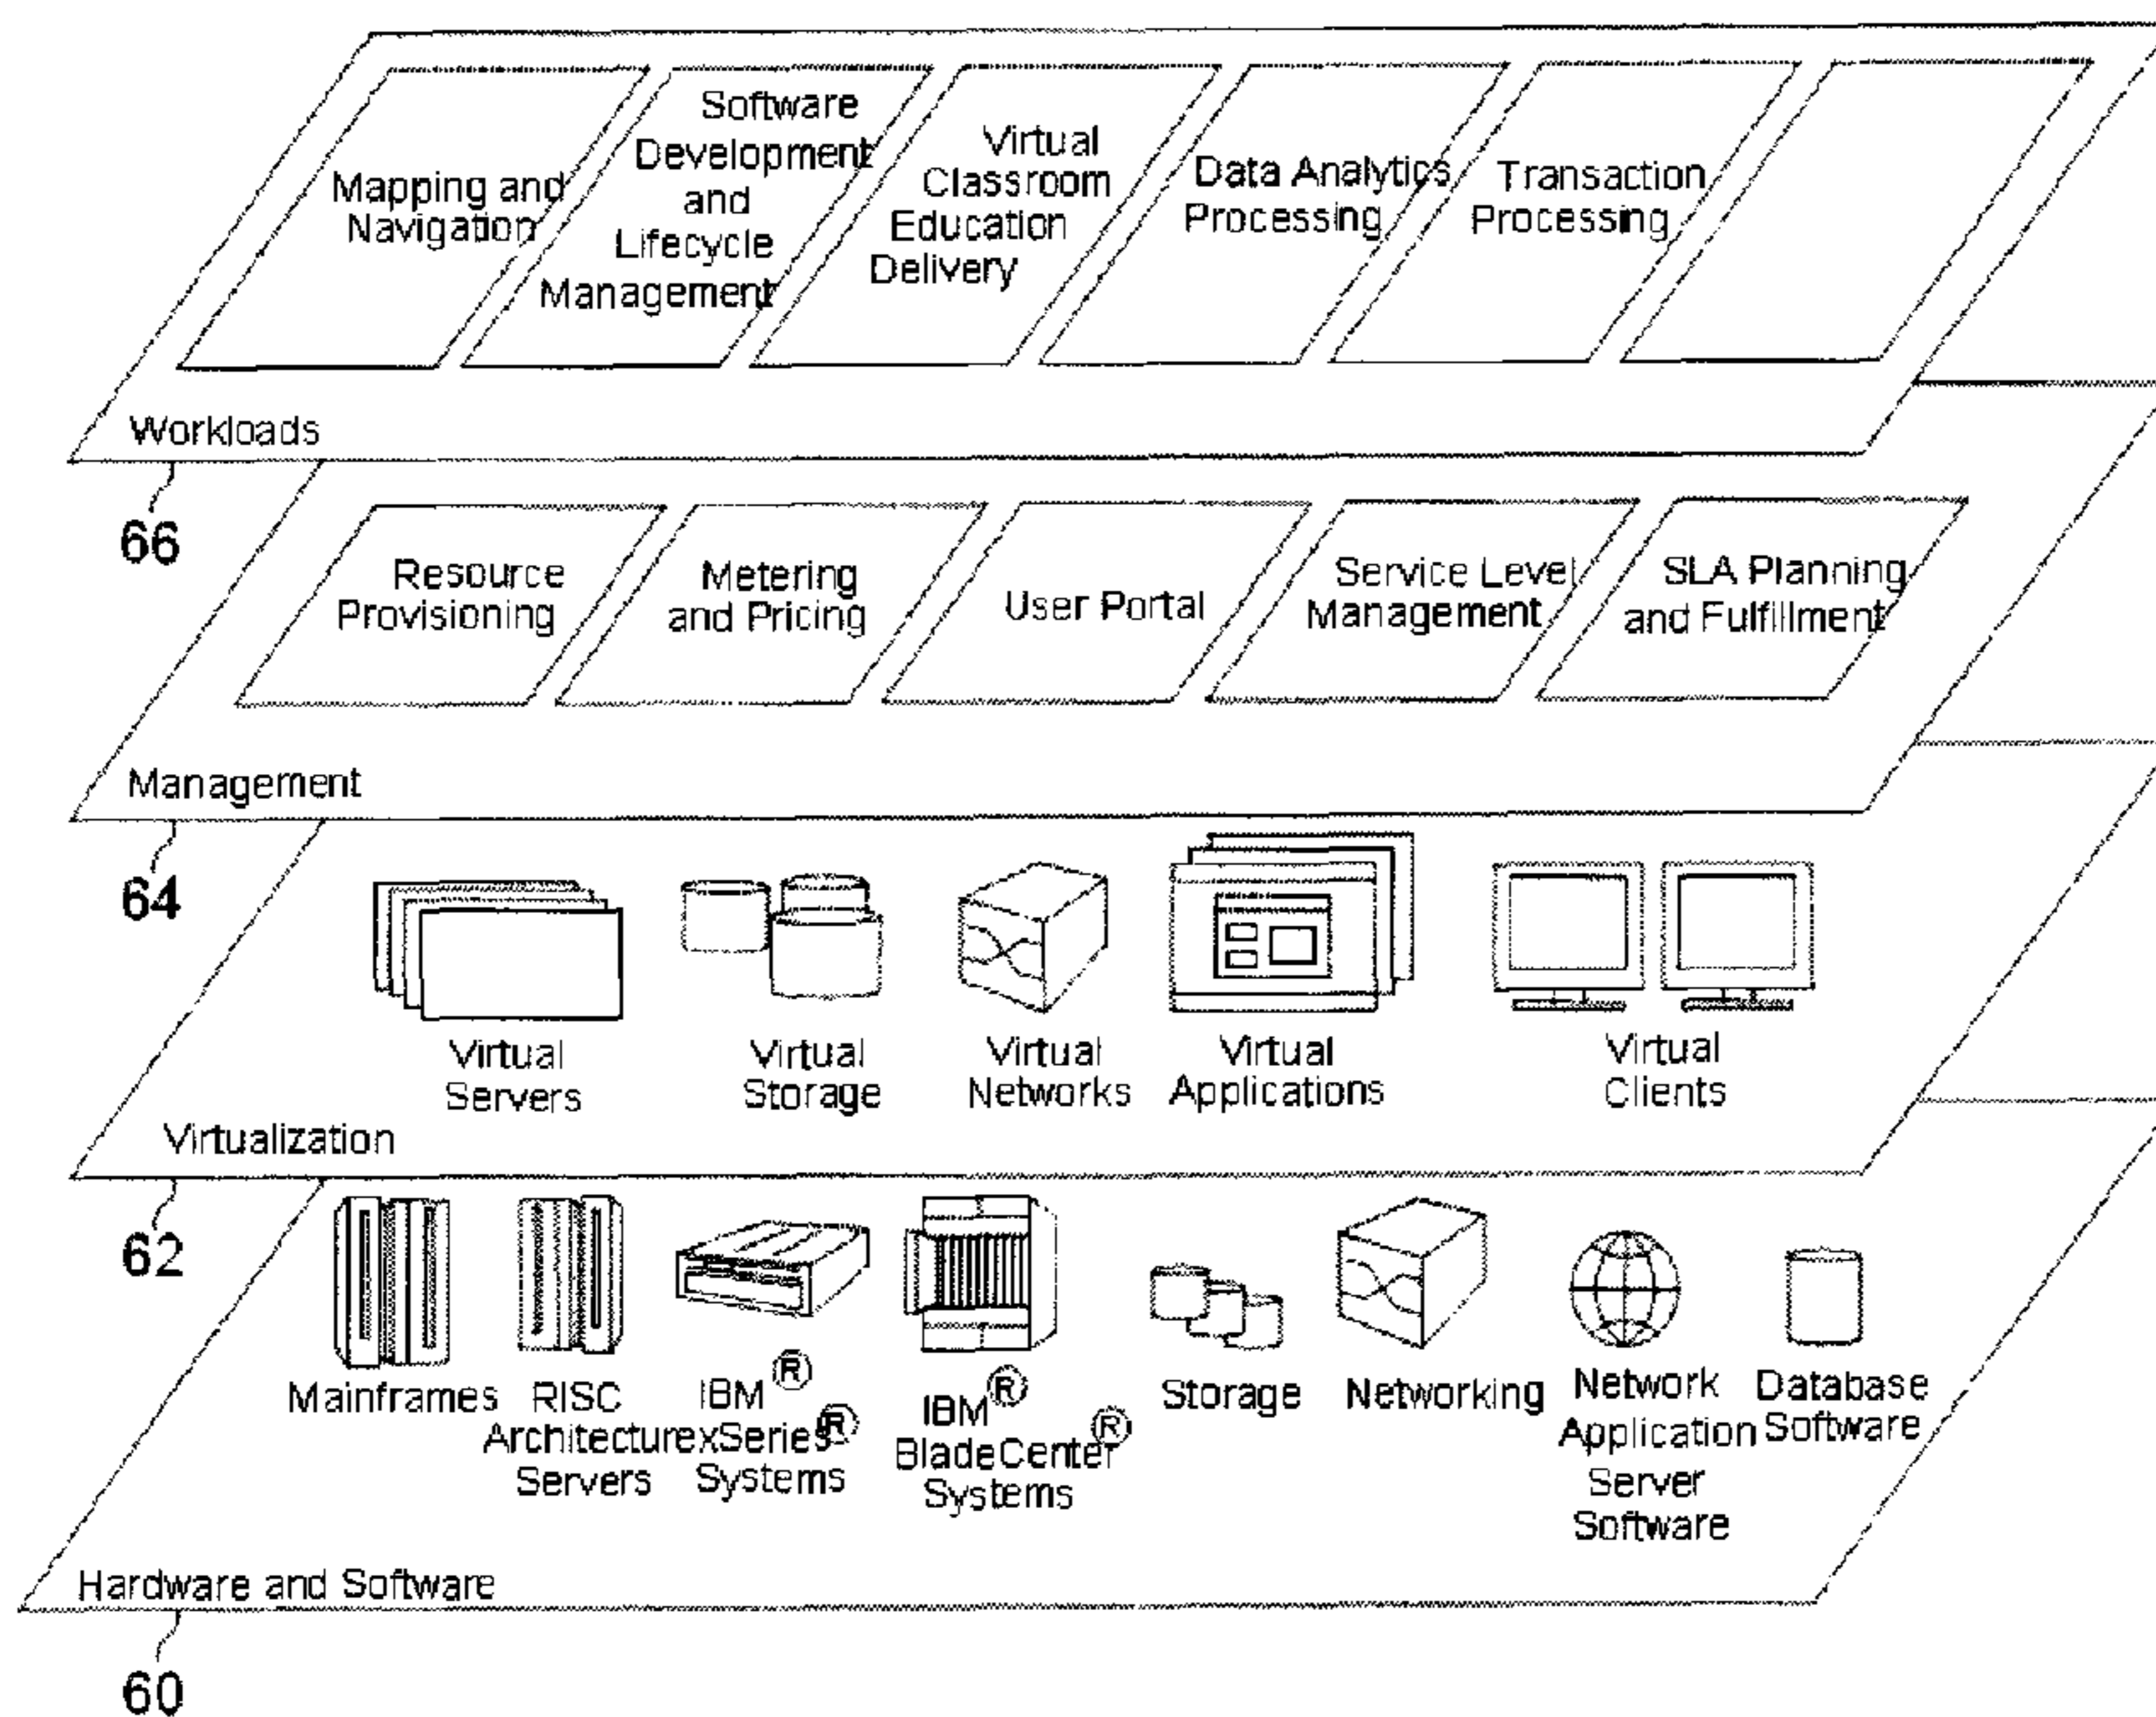 Mapping and
Navigation
Software
Development
and
Lifecycle
Management
Virtual
Classroom
Education
Delivery
Data Analytics
Processing
Transaction
Processing
Workloads
66
Resource
Provisioning
Metering
and Pricing
User Portal
Service Level
Management
SLA Planning
and Fulfillment
Management
64
Virtual
Servers
Virtual
Storage
Virtual
Networks
Virtual
Applications
Virtual
Clients
Virtualization
62
Mainframes
RISC
Architecture
Servers
IBM®
xSeries®
Systems
IBM®
BladeCenter®
Systems
Storage
Networking
Network
Application
Server
Software
Database
Software
Hardware and Software
60